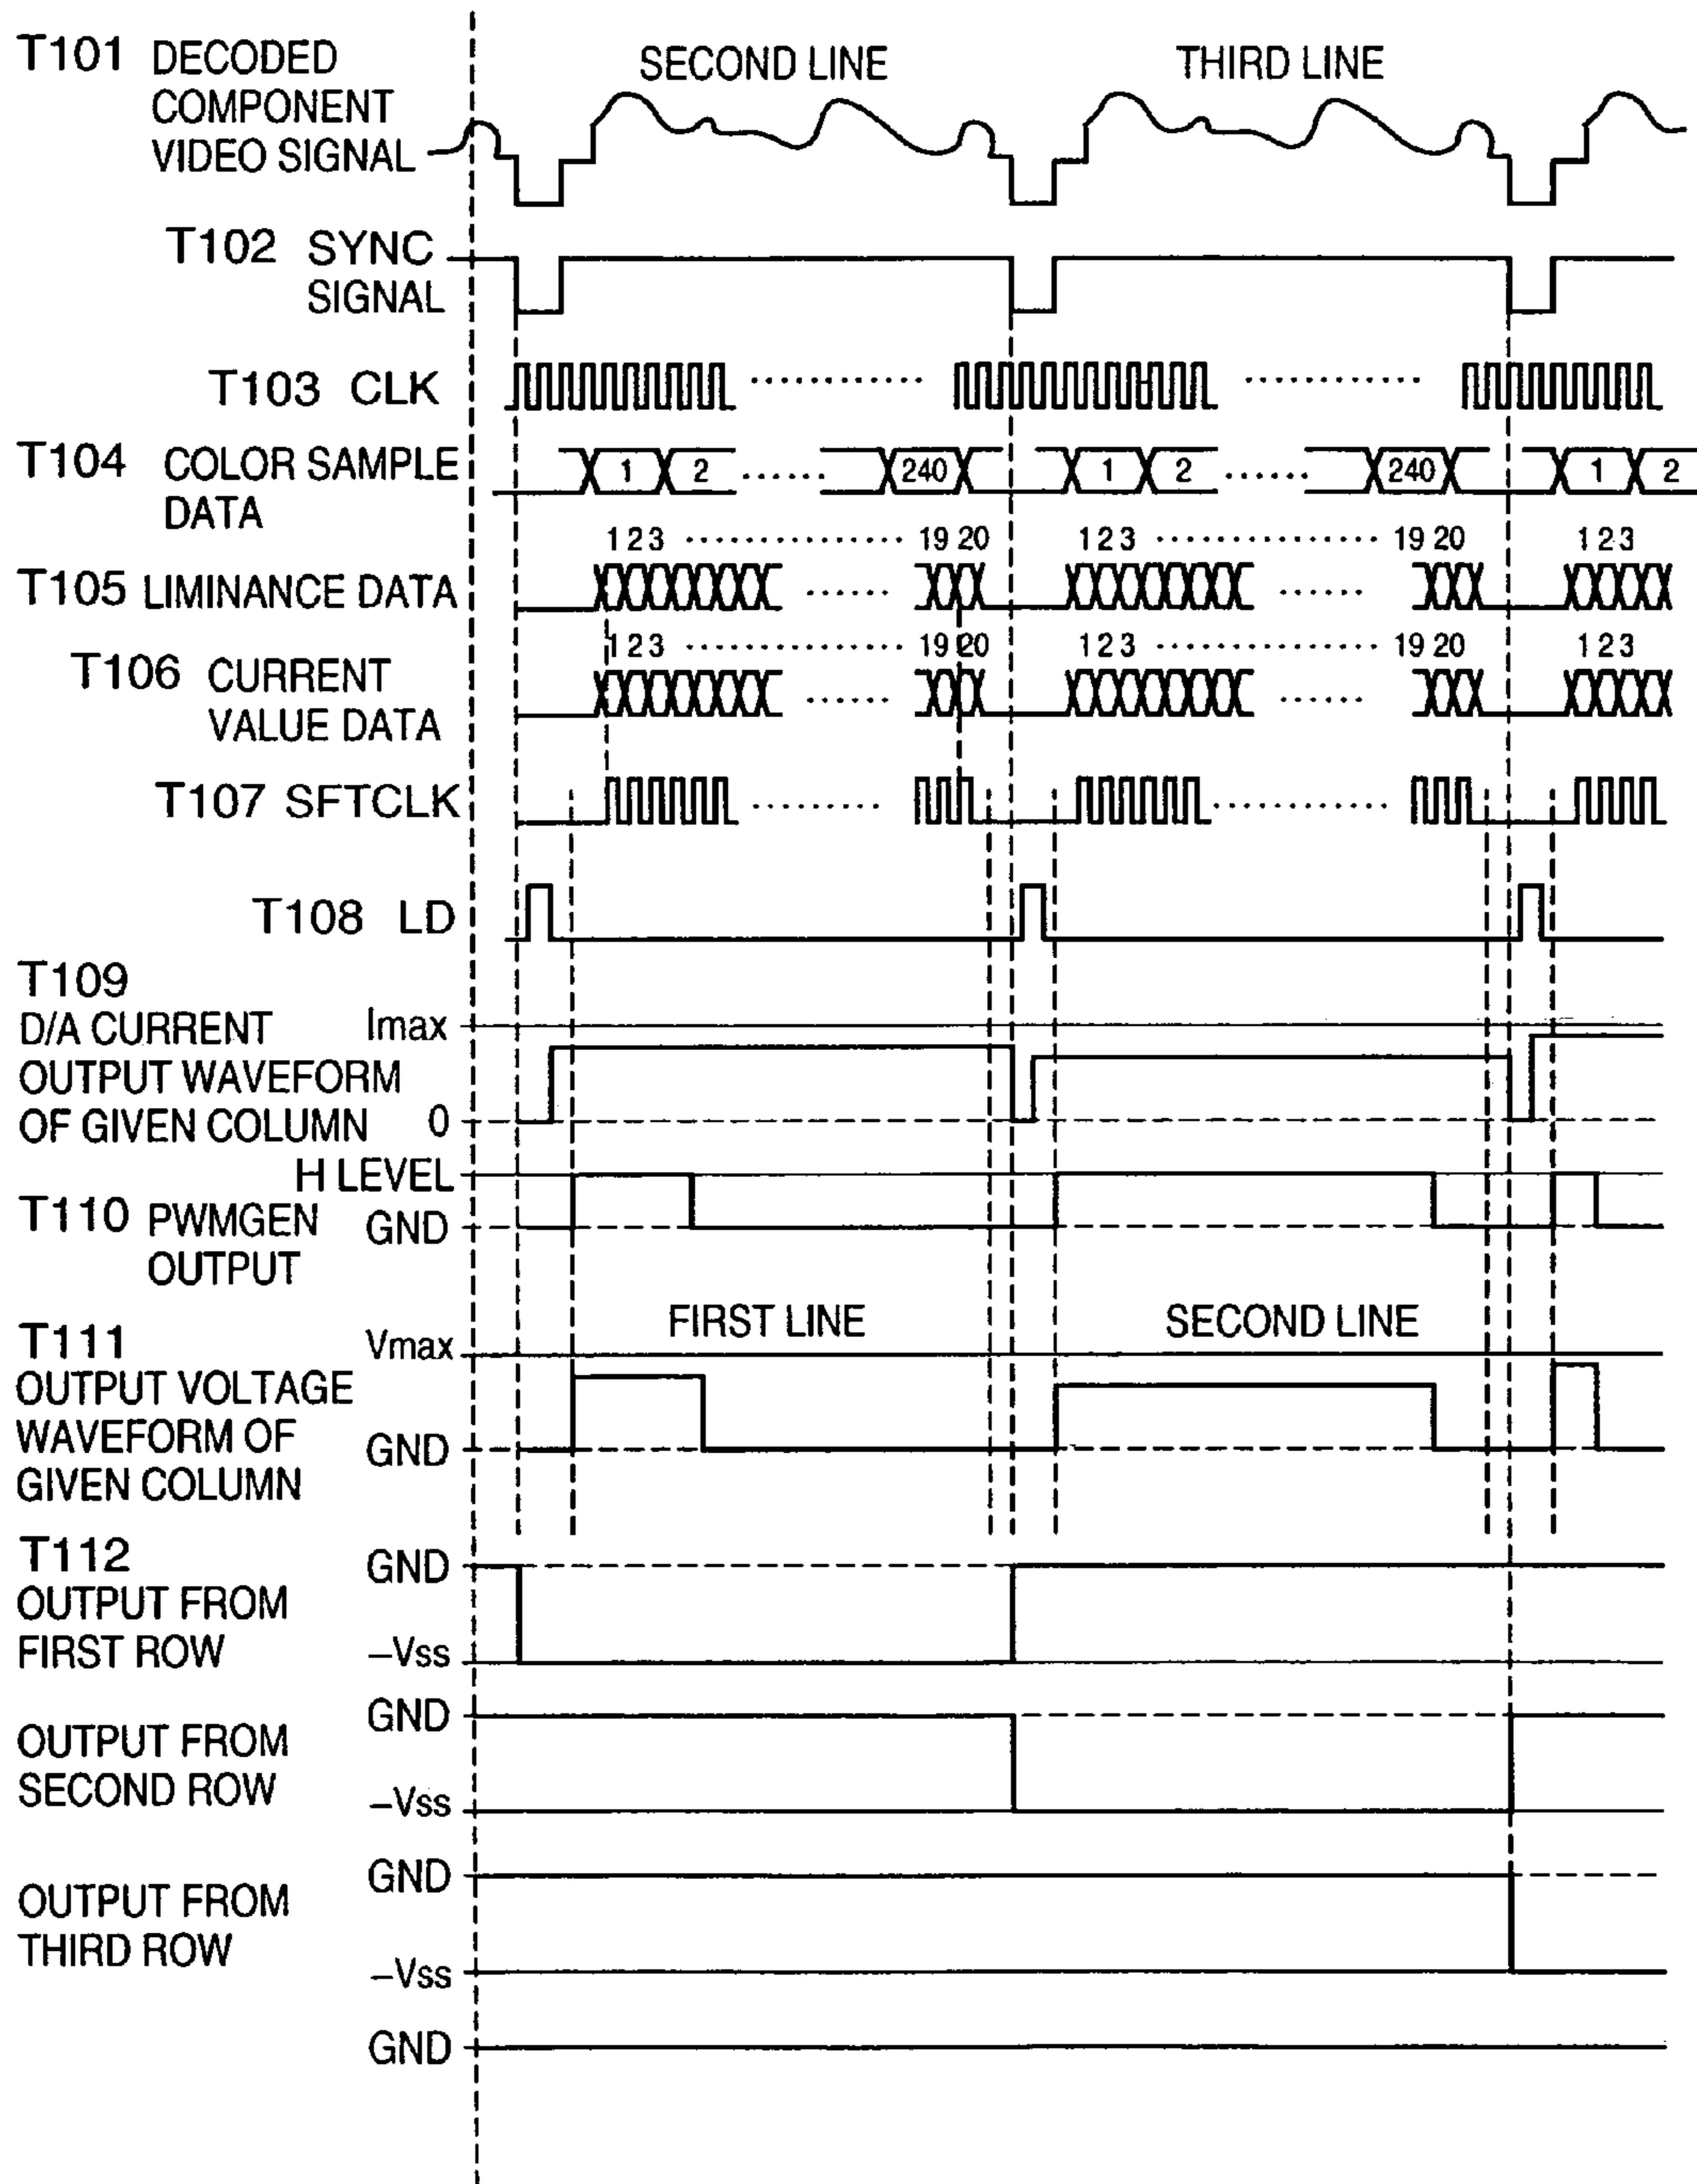 T101 DECODED
COMPONENT
VIDEO SIGNAL
SECOND LINE
THIRD LINE
T102 SYNC
SIGNAL
T103 CLK
T104 COLOR SAMPLE
DATA
1 2 ...... 240 1 2 ...... 240 1 2
1 2 3 ............... 19 20 1 2 3 ............... 19 20 1 2 3
T105 LIMINANCE DATA
1 2 3 ............... 19 20 1 2 3 ............... 19 20 1 2 3
T106 CURRENT
VALUE DATA
T107 SFTCLK
T108 LD
T109
D/A CURRENT
OUTPUT WAVEFORM
OF GIVEN COLUMN
Imax
0
H LEVEL
T110 PWMGEN
OUTPUT
GND
FIRST LINE
SECOND LINE
T111
OUTPUT VOLTAGE
WAVEFORM OF
GIVEN COLUMN
Vmax
GND
T112
OUTPUT FROM
FIRST ROW
GND
–Vss
OUTPUT FROM
SECOND ROW
GND
–Vss
OUTPUT FROM
THIRD ROW
GND
–Vss
GND